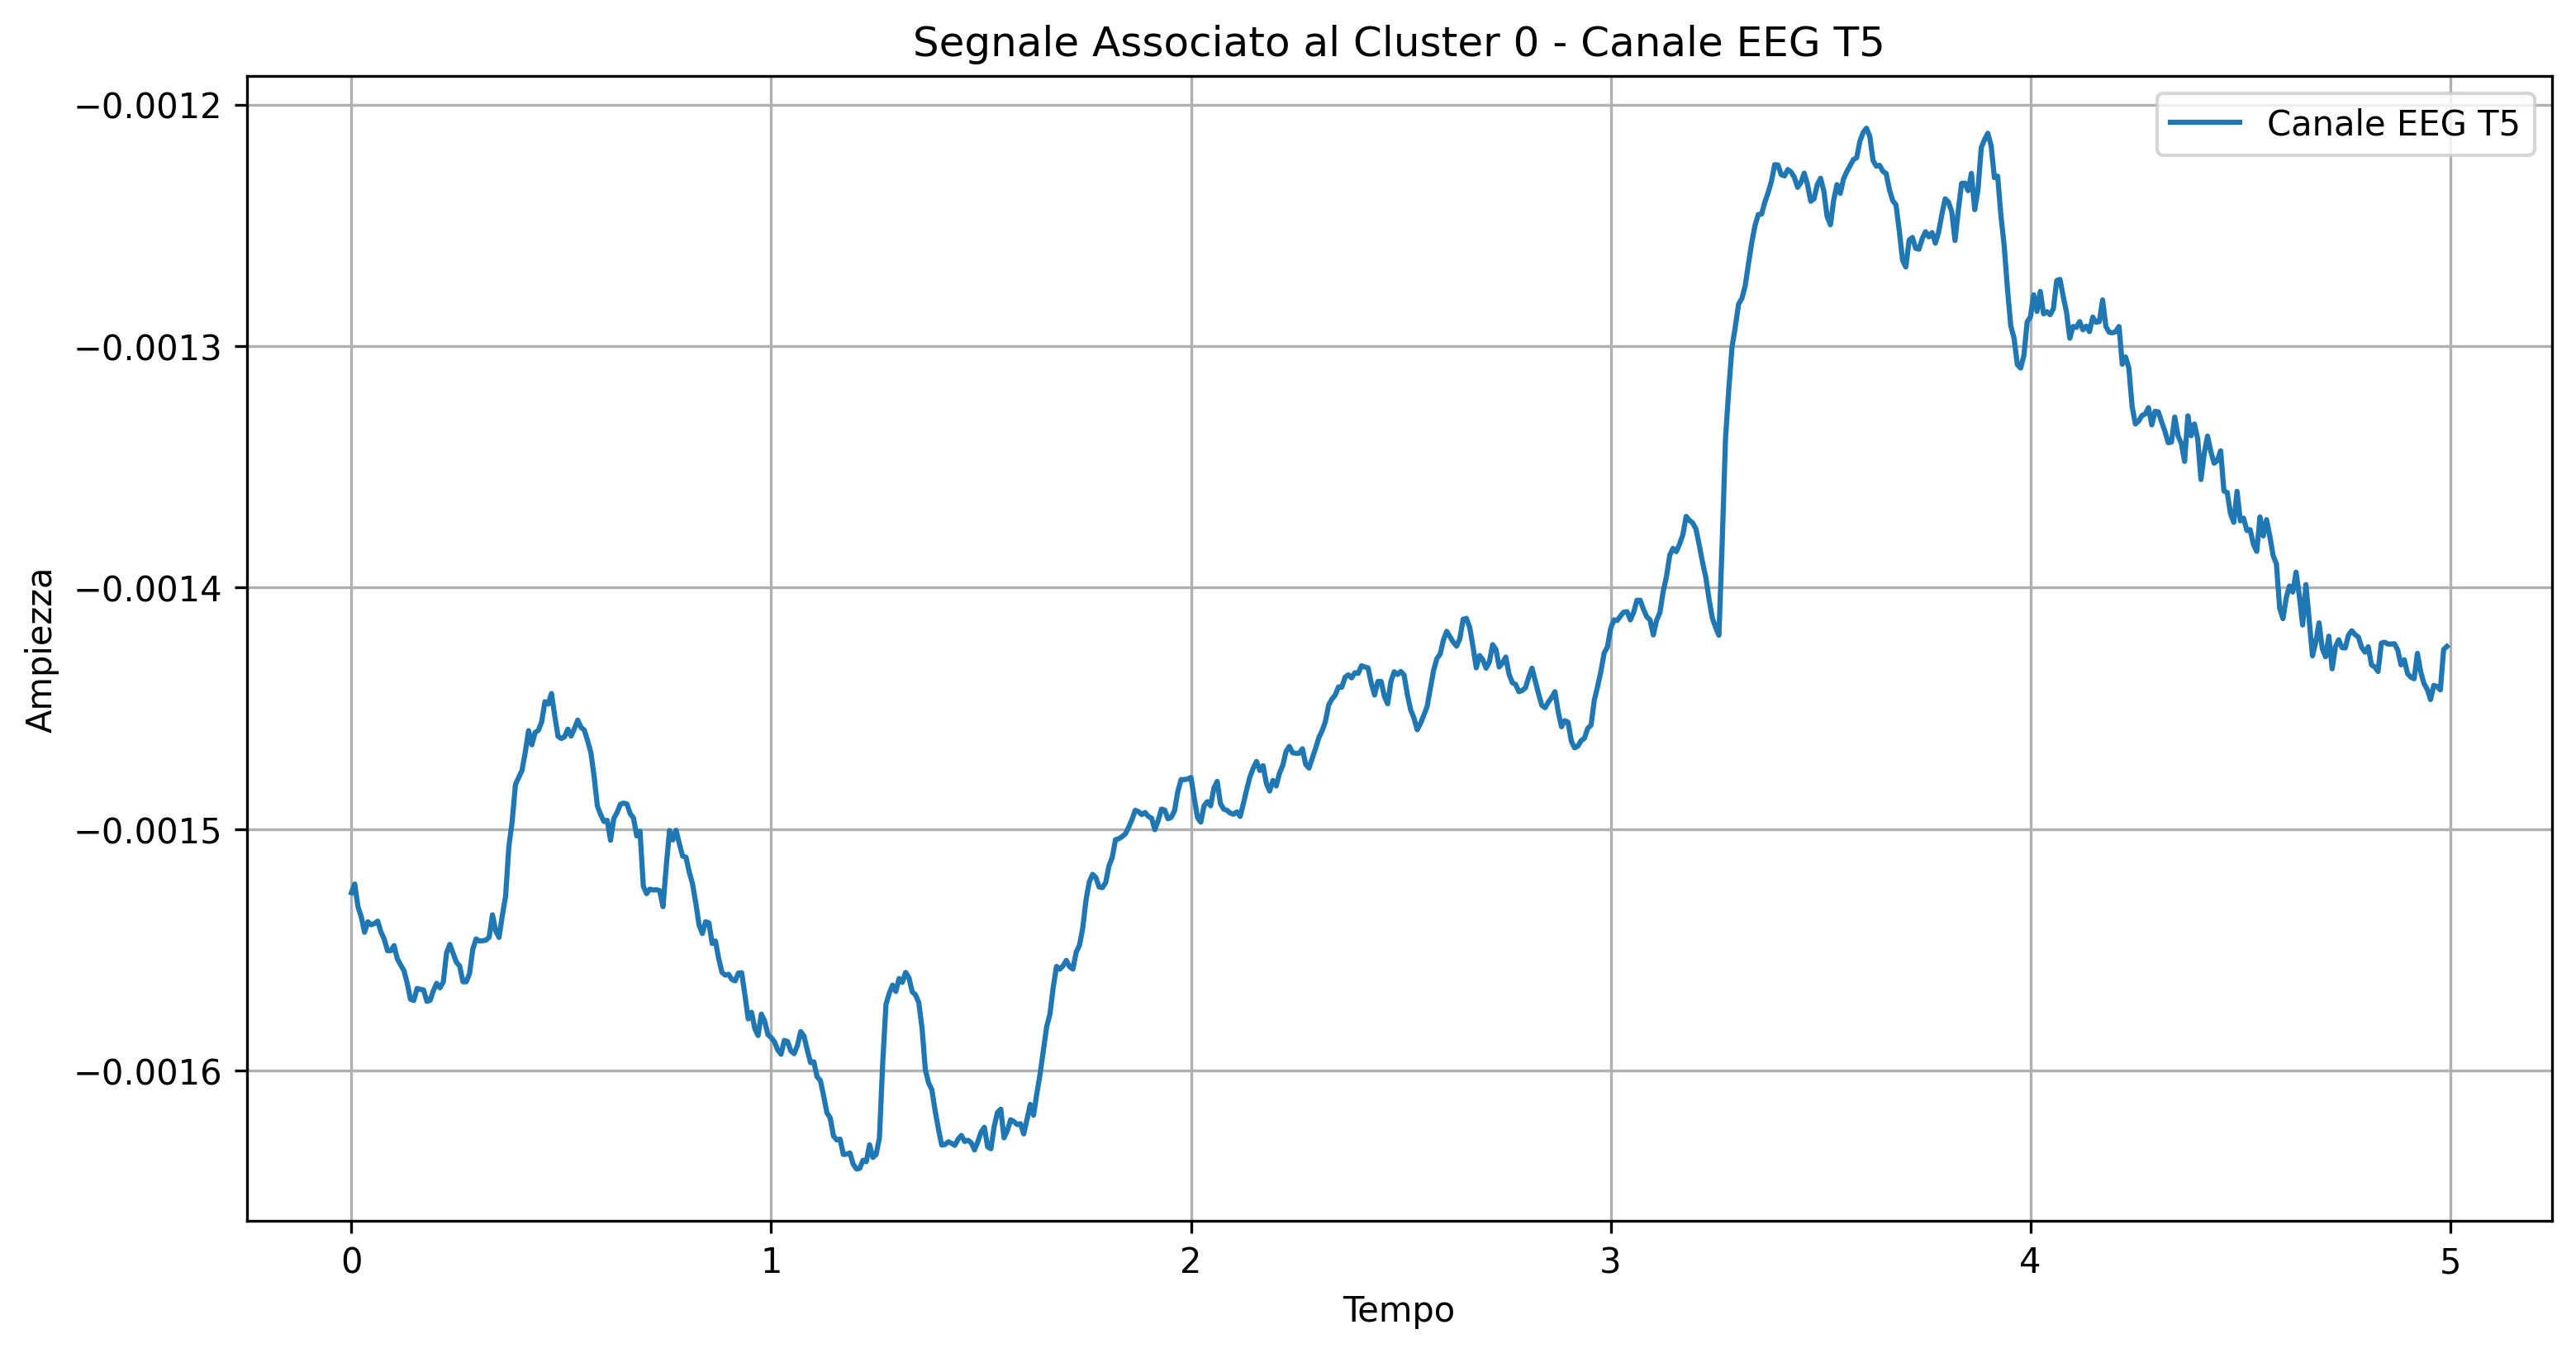 Segnale Associato al Cluster 0 - Canale EEG T5
Canale EEG T5
−0.0012
−0.0013
−0.0014
−0.0015
−0.0016
Ampiezza
0 1 2 3 4 5
Tempo